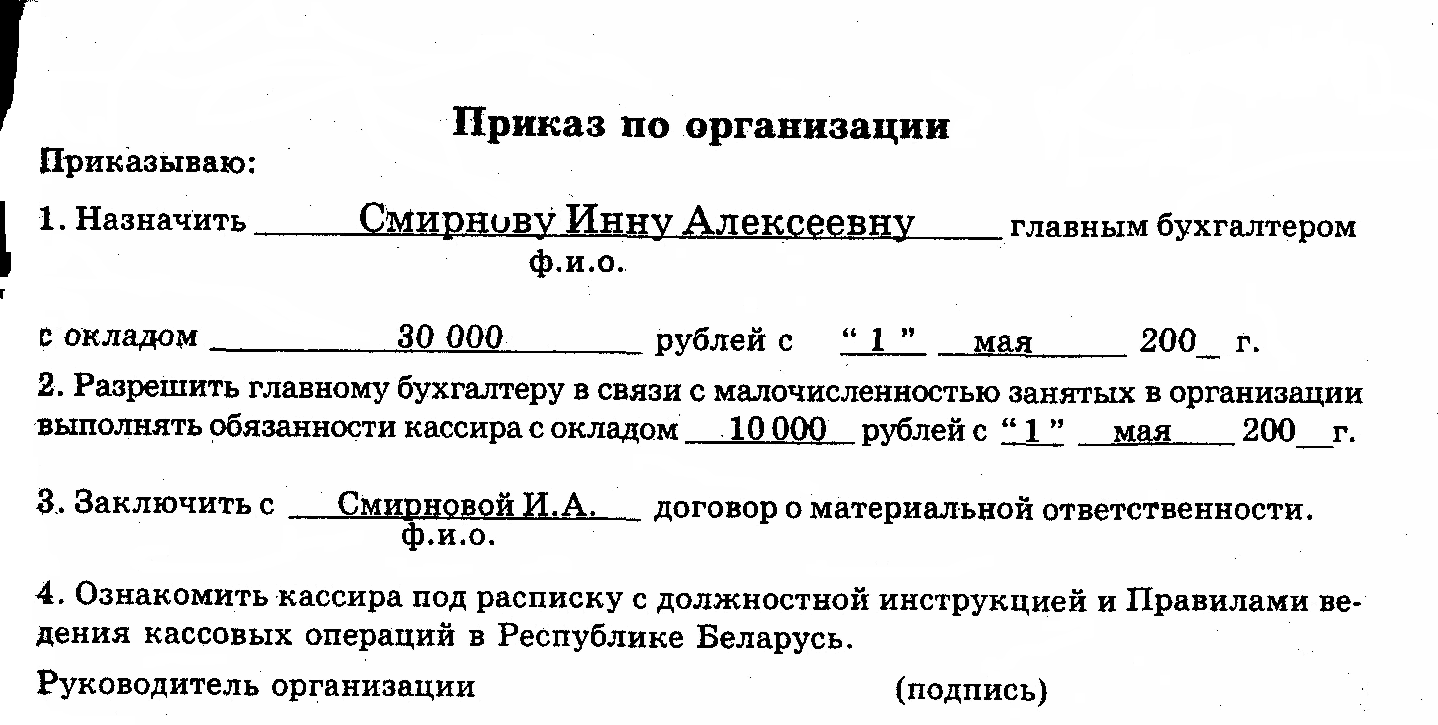 Приказ по организации
Приказываю:
1. Назначить Смирнову Инну Алексеевну главным бухгалтером
ф.и.о.
с окладом 30 000 рублей с “ 1 ” мая 200_ г.
2. Разрешить главному бухгалтеру в связи с малочисленностью занятых в организации
выполнять обязанности кассира с окладом 10 000 рублей с “ 1 ” мая 200__г.
3. Заключить с Смирновой И.А. договор о материальной ответственности.
ф.и.о.
4. Ознакомить кассира под расписку с должностной инструкцией и Правилами ве-
дения кассовых операций в Республике Беларусь.
Руководитель организации (подпись)